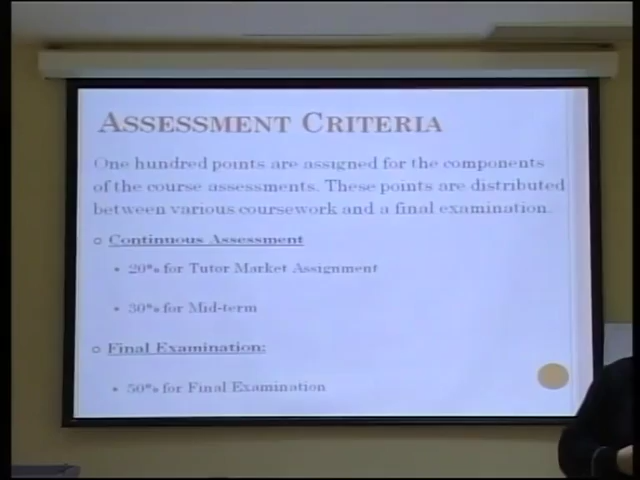 ASSESSMENT CRITERIA
One hundred points are assigned for the components
of the course assessments. These points are distributed
between various coursework and a final examination.
Continuous Assessment
20% for Tutor Market Assignment
30% for Mid-term
Final Examination:
50% for Final Examination